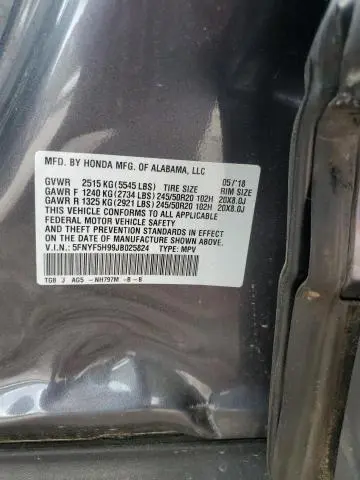 MFD. BY HONDA MFG. OF ALABAMA, LLC
GVWR 2515 KG (5545 LBS) TIRE SIZE 05/'18 RIM SIZE
GAWR F 1240 KG (2734 LBS) 245/50R20 102H 20X8.0J
GAWR R 1325 KG (2921 LBS) 245/50R20 102H 20X8.0J
THIS VEHICLE CONFORMS TO ALL APPLICABLE
FEDERAL MOTOR VEHICLE SAFETY
AND THEFT PREVENTION STANDARDS IN EFFECT
ON THE DATE OF MANUFACTURE SHOWN ABOVE.
V.I.N.: 5FNYF5H99JB025824 TYPE: MPV
TG8 J AG5 -NH797M -B -B